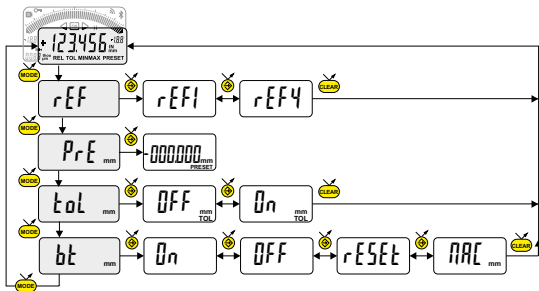 +123.456 IN mm
REL TOL MINMAX PRESET
MODE
rEF rEF1 rEF4 CLEAR
MODE
PrE mm -000.000 mm PRESET
MODE
toL mm OFF mm TOL On mm TOL CLEAR
MODE
bt mm On OFF rESEt MAC mm CLEAR
MODE